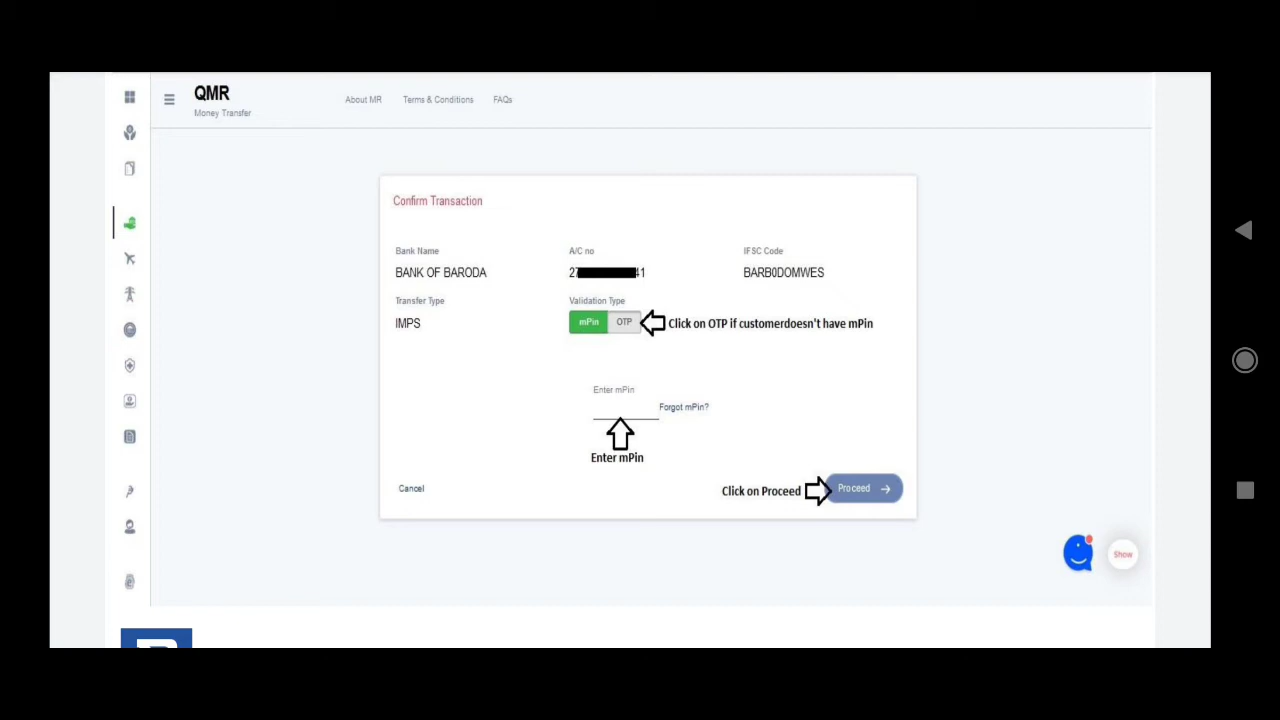 QMR
Money Transfer
About MR Terms & Conditions FAQs
Confirm Transaction
Bank Name A/C no IFSC Code
BANK OF BARODA 27 41 BARB0DOMWES
Transfer Type Validation Type
IMPS mPin OTP Click on OTP if customerdoesn't have mPin
Enter mPin
Forgot mPin?
Enter mPin
Cancel Click on Proceed Proceed
Show